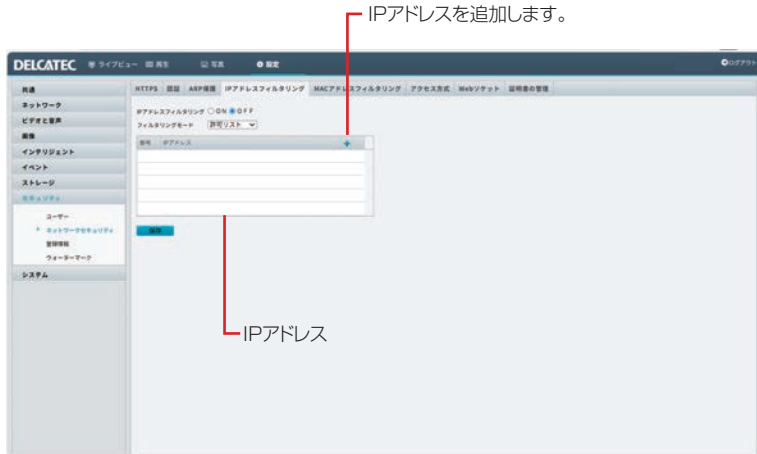 IPアドレスを追加します。
DELCATEC ライブビュー 再生 写真 設定 ログアウト
共通
ネットワーク
ビデオと音声
画像
インテリジェント
イベント
ストレージ
セキュリティ
ユーザー
ネットワークセキュリティ
登録情報
ウォーターマーク
システム
HTTPS 認証 ARP保護 IPアドレスフィルタリング MACアドレスフィルタリング アクセス方式 Webソケット 証明書の管理
IPアドレスフィルタリング ON OFF
フィルタリングモード 許可リスト
番号 IPアドレス
保存
IPアドレス